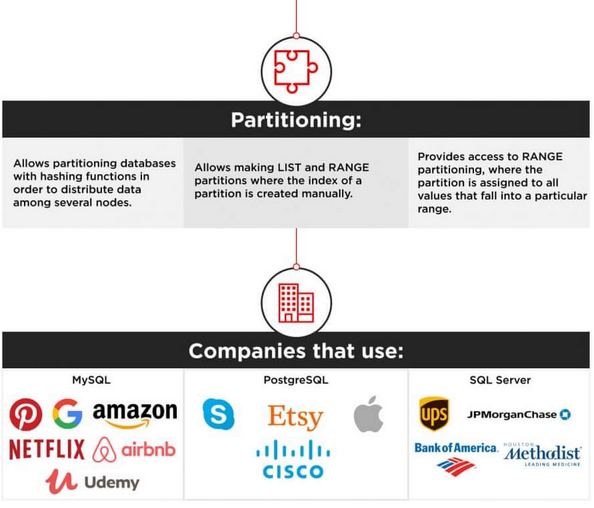 Partitioning:
Allows partitioning databases
with hashing functions in
order to distribute data
among several nodes.
Allows making LIST and RANGE
partitions where the index of a
partition is created manually.
Provides access to RANGE
partitioning, where the
partition is assigned to all
values that fall into a particular
range.
Companies that use:
MySQL
G
amazon
NETFLIX
airbnb
Udemy
PostgreSQL
S
Etsy
CISCO
SQL Server
ups
JPMorganChase
Bank of America.
HOUSTON
Methodist
LEADING MEDICINE